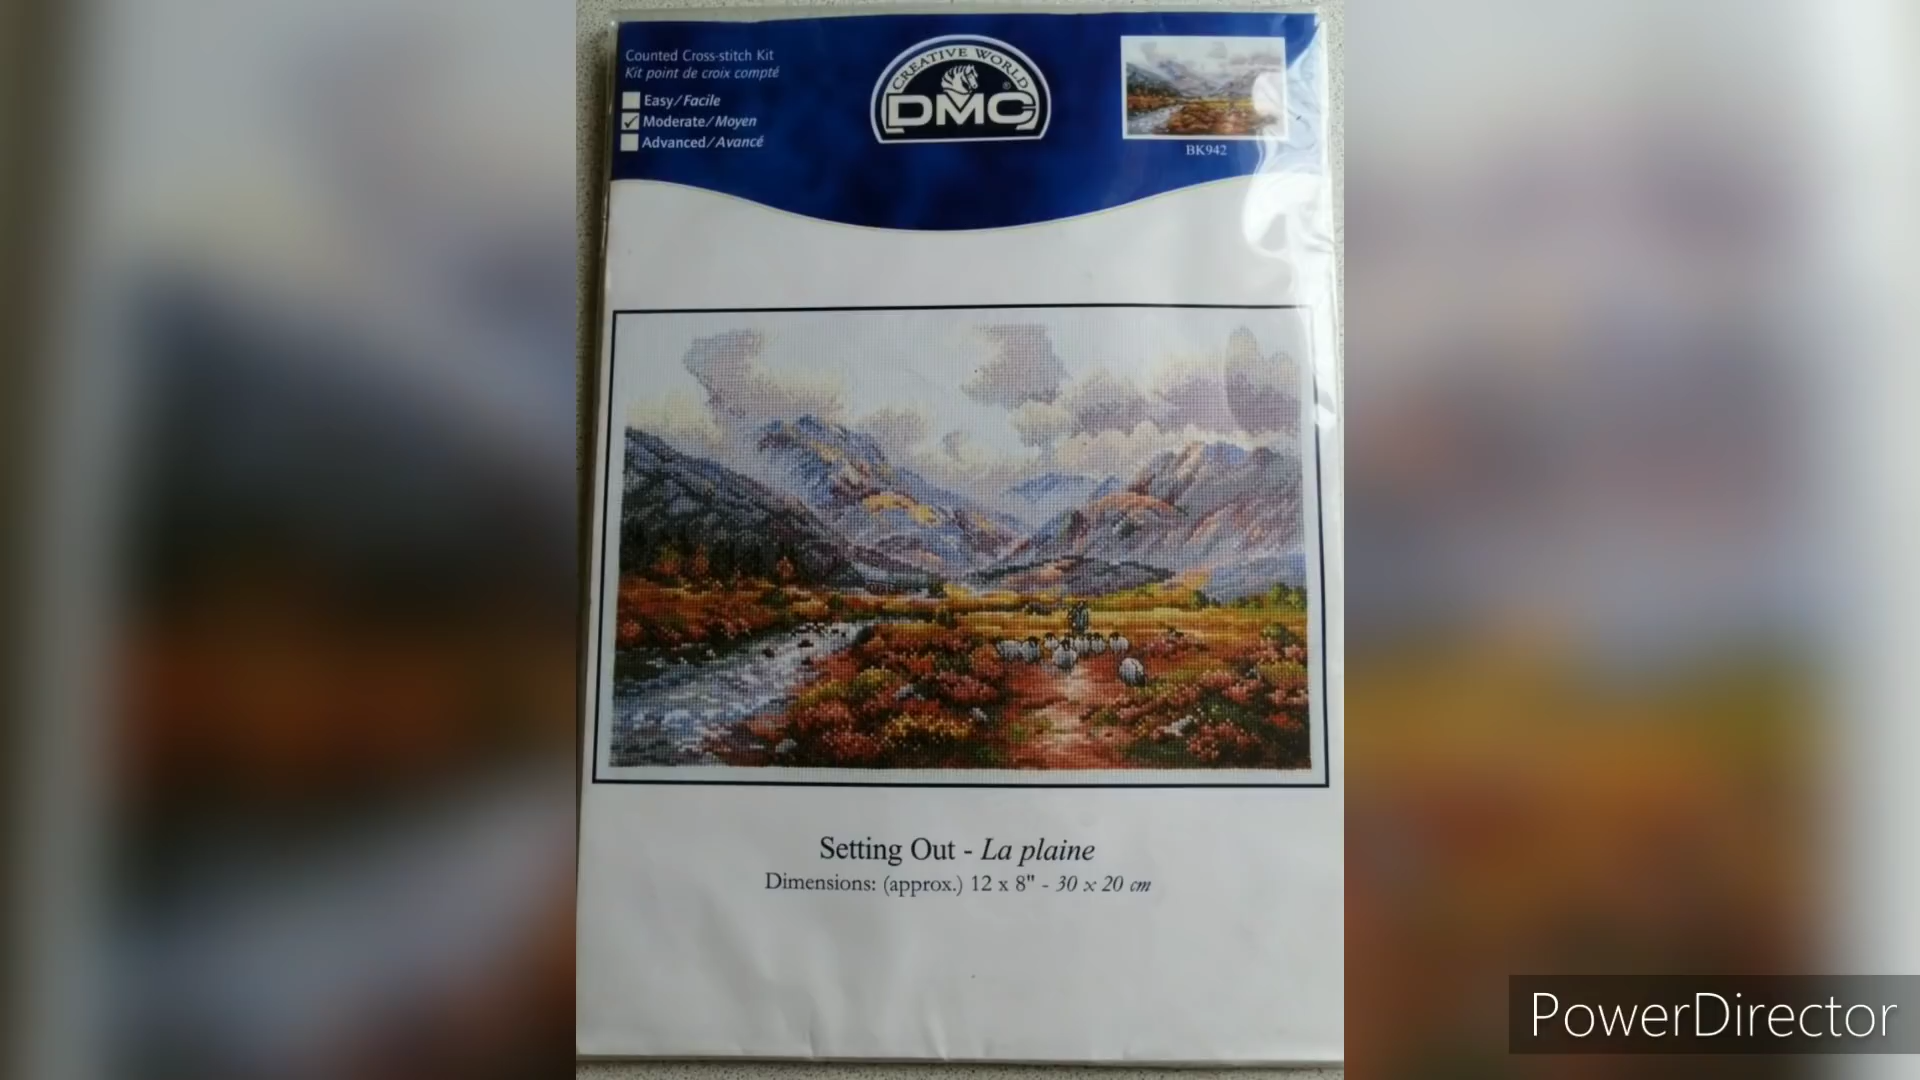 Counted Cross-stitch Kit
Kit point de croix compté
Easy/Facile
Moderate/Moyen
Advanced/Avancé
CREATIVE WORLD
DMC
®
BK942
Setting Out - La plaine
Dimensions: (approx.) 12 x 8" - 30 x 20 cm
PowerDirector